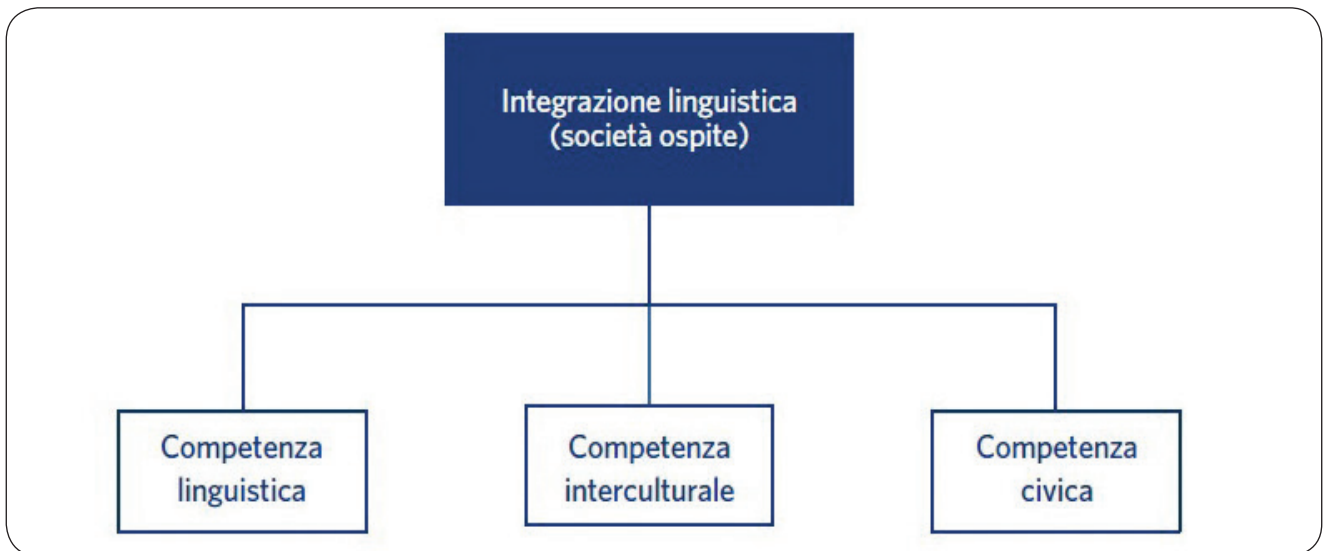 Integrazione linguistica
(società ospite)
Competenza
linguistica
Competenza
interculturale
Competenza
civica